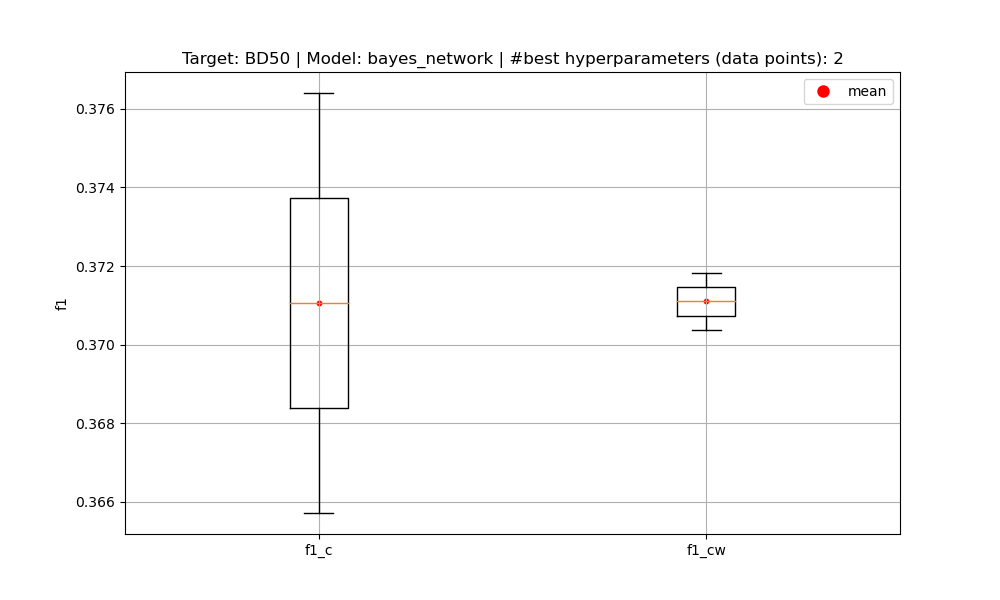 Target: BD50 | Model: bayes_network | #best hyperparameters (data points): 2
mean
0.376
0.374
0.372
0.370
0.368
0.366
f1
f1_c
f1_cw